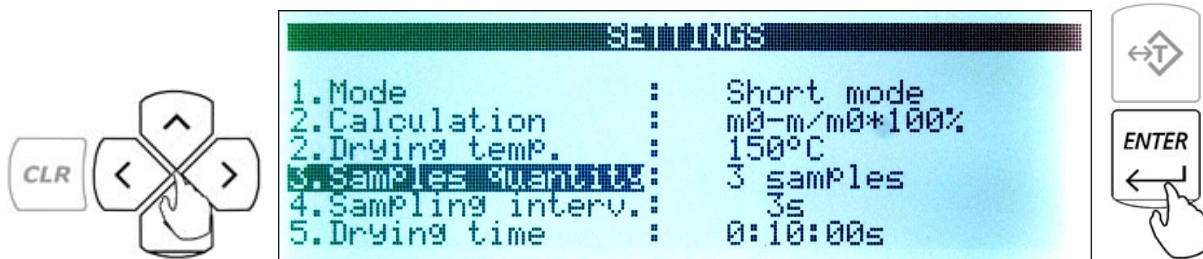 SETTINGS
1.Mode : Short mode
2.Calculation : m0-m/m0*100%
2.Drying temp. : 150ºC
3.Samples quantity: 3 samples
4.Sampling interv.: 3s
5.Drying time : 0:10:00s
CLR
T
ENTER